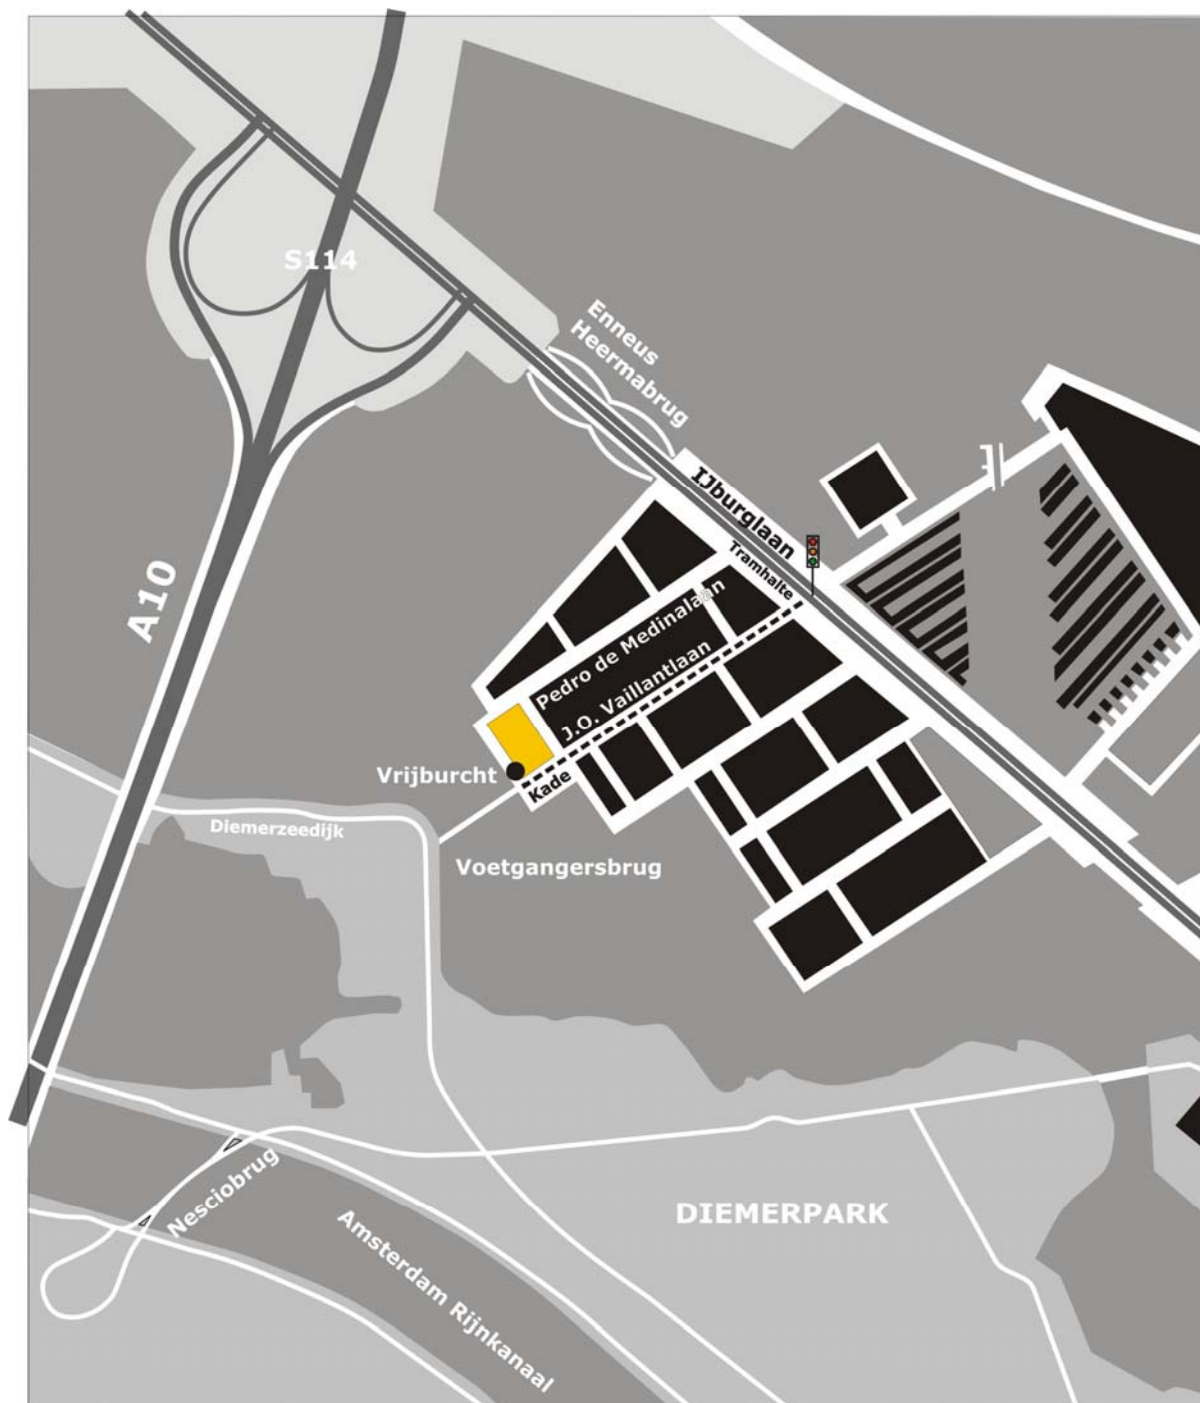 S114
Enneus
Heermabrug
IJburglaan
Tramhalte
A10
Pedro de Medinalaan
J.O. Vaillantlaan
Vrijburcht
Kade
Diemerzeedijk
Voetgangersbrug
Nesciobrug
DIEMERPARK
Amsterdam Rijnkanaal